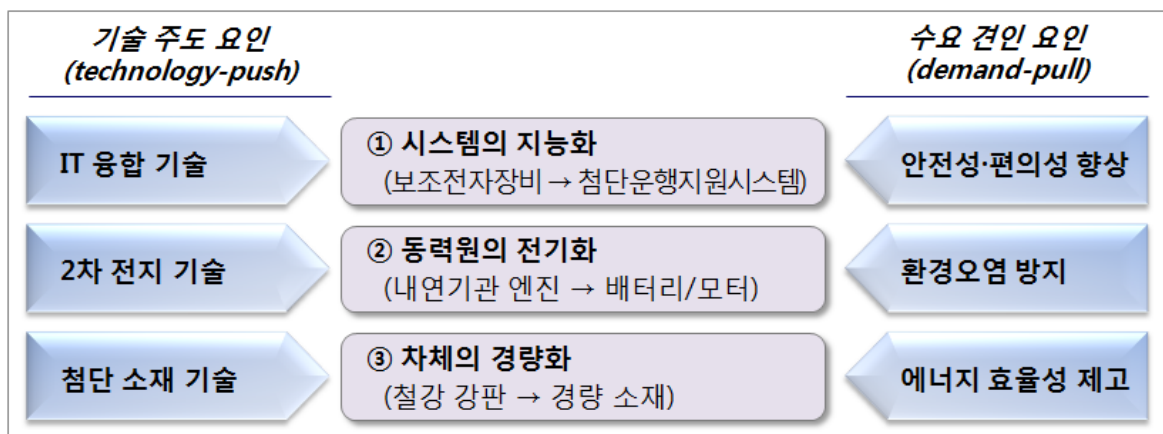 기술 주도 요인
(technology-push)
수요 견인 요인
(demand-pull)
IT 융합 기술
① 시스템의 지능화
(보조전자장비 → 첨단운행지원시스템)
안전성·편의성 향상
2차 전지 기술
② 동력원의 전기화
(내연기관 엔진 → 배터리/모터)
환경오염 방지
첨단 소재 기술
③ 차체의 경량화
(철강 강판 → 경량 소재)
에너지 효율성 제고